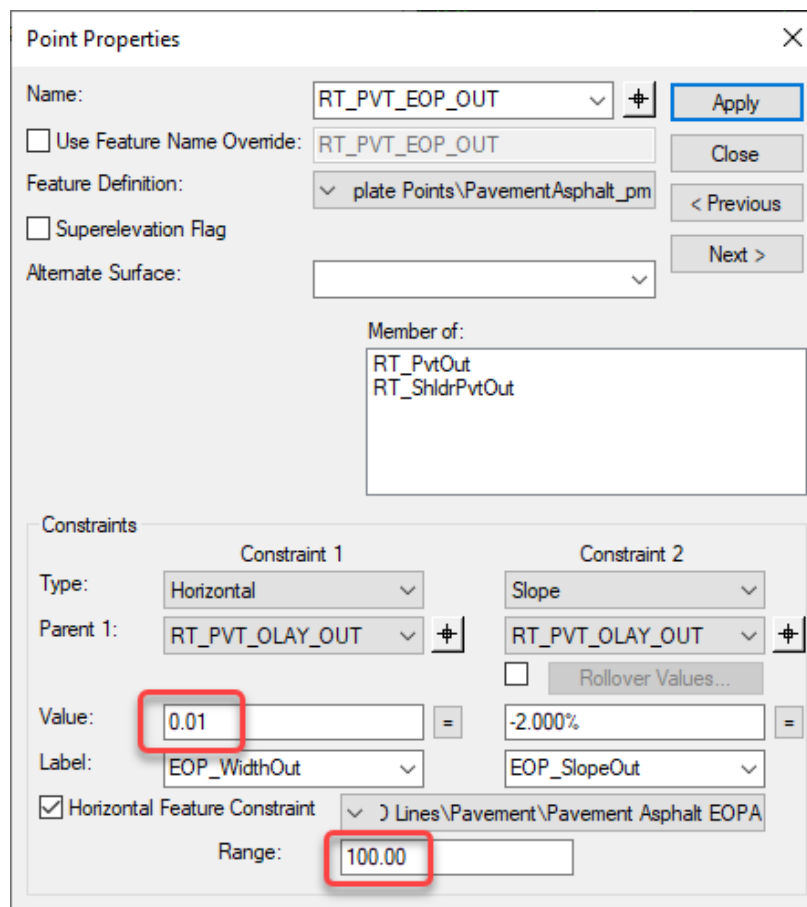 Point Properties
Name:
RT_PVT_EOP_OUT
Apply
Use Feature Name Override:
RT_PVT_EOP_OUT
Close
Feature Definition:
plate Points\PavementAsphalt_pm
< Previous
Superelevation Flag
Next >
Alternate Surface:
Member of:
RT_PvtOut
RT_ShldrPvtOut
Constraints
Constraint 1
Constraint 2
Type:
Horizontal
Slope
Parent 1:
RT_PVT_OLAY_OUT
RT_PVT_OLAY_OUT
Rollover Values...
Value:
0.01
=
-2.000%
=
Label:
EOP_WidthOut
EOP_SlopeOut
Horizontal Feature Constraint
Lines\Pavement\Pavement Asphalt EOPA
Range:
100.00